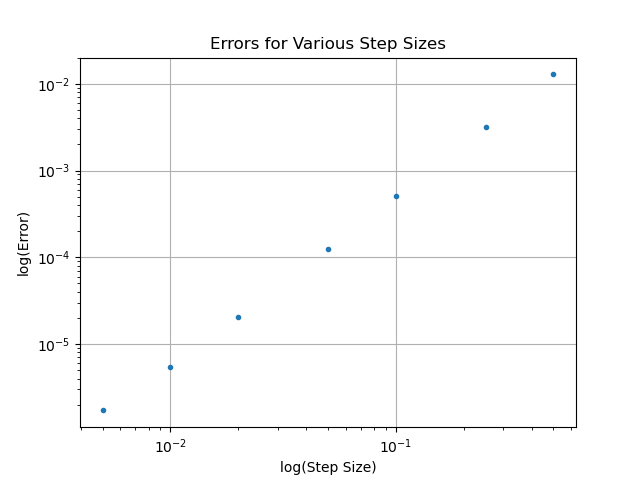 Errors for Various Step Sizes
log(Error)
10⁻²
10⁻³
10⁻⁴
10⁻⁵
10⁻² 10⁻¹
log(Step Size)